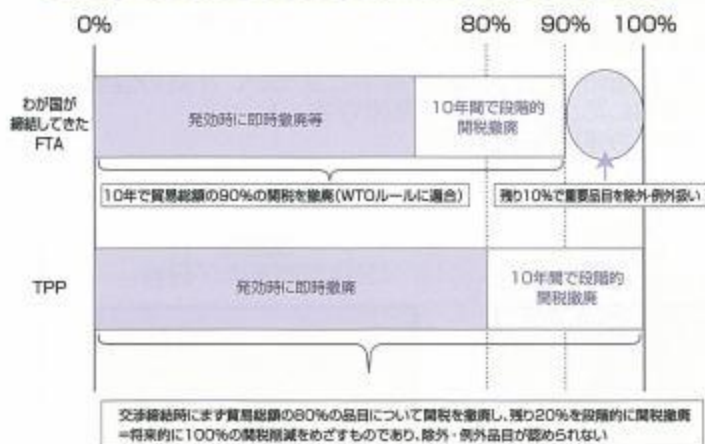 0% 80% 90% 100%
わが国が
締結してきた
FTA
発効時に即時撤廃等
10年間で段階的
関税撤廃
10年で貿易総額の90%の関税を撤廃(WTOルールに適合)
残り10%で重要品目を除外・例外扱い
TPP
発効時に即時撤廃
10年間で段階的
関税撤廃
交渉締結時にまず貿易総額の80%の品目について関税を撤廃し、残り20%を段階的に関税撤廃
=将来的に100%の関税削減をめざすものであり、除外・例外品目が認められない